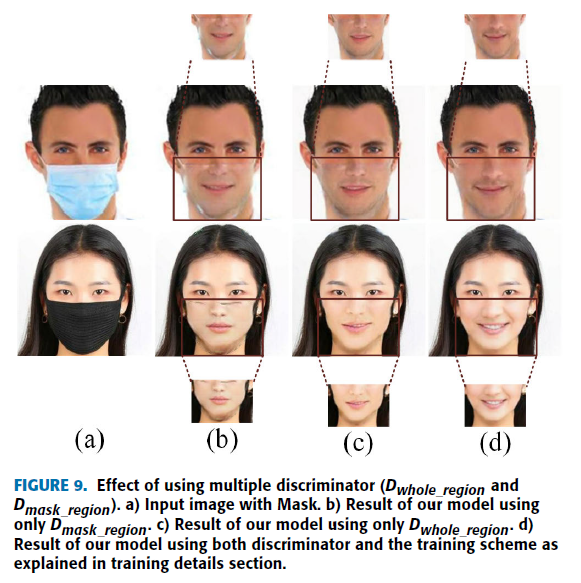 (a) (b) (c) (d)
FIGURE 9. Effect of using multiple discriminator (Dwhole_region and
Dmask_region). a) Input image with Mask. b) Result of our model using
only Dmask_region. c) Result of our model using only Dwhole_region. d)
Result of our model using both discriminator and the training scheme as
explained in training details section.